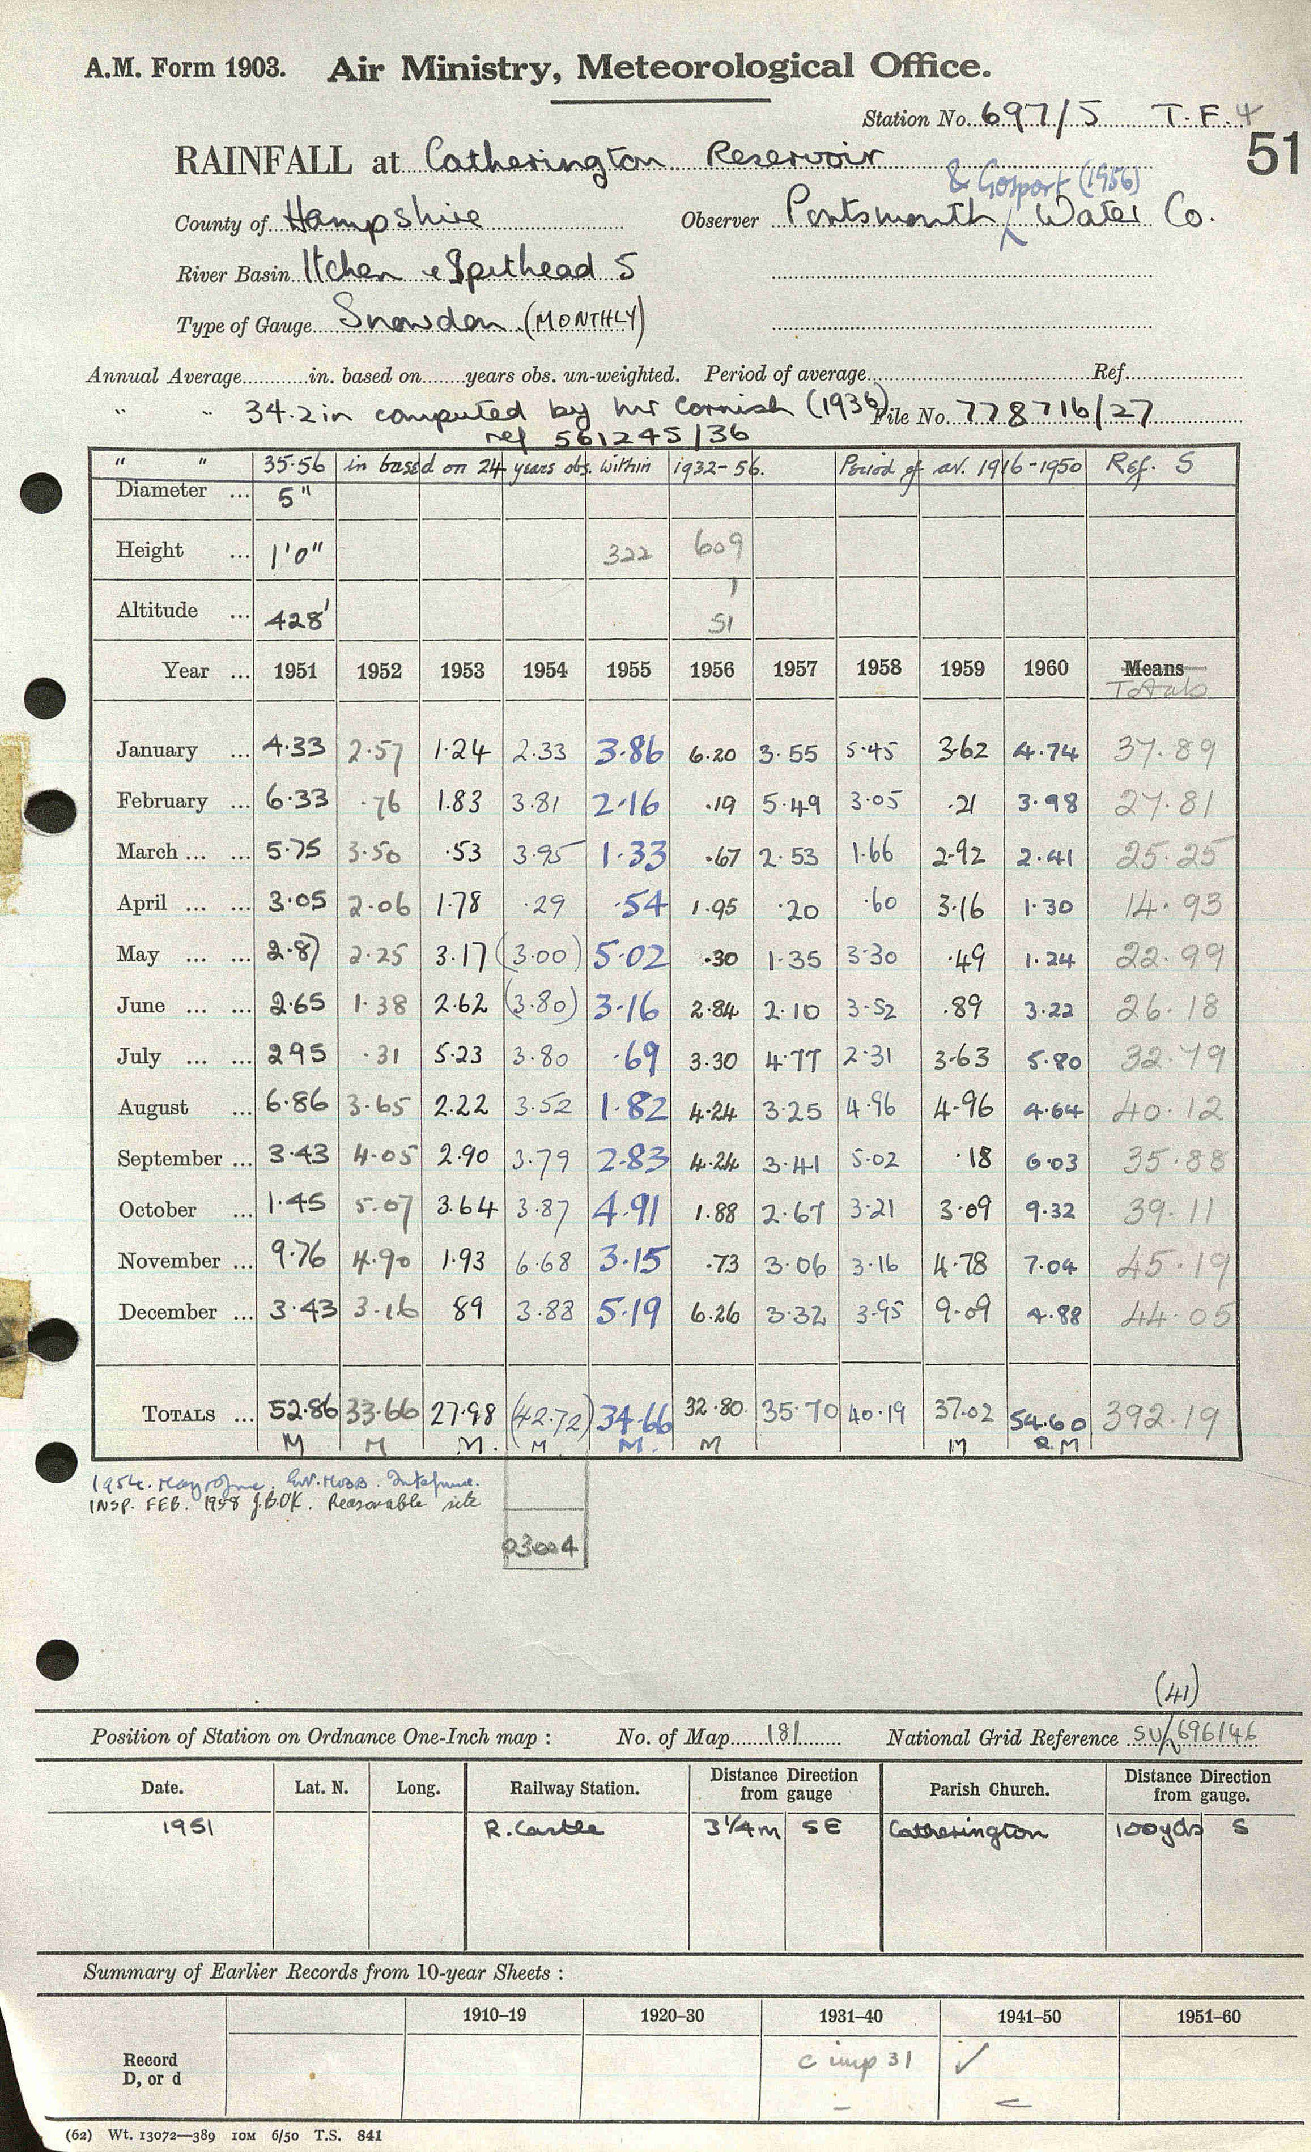 A.M. Form 1903. Air Ministry, Meteorological Office.
Station No. 697/5 T.F.4
51
RAINFALL at Catherington Reservoir
& Gosport (1956)
County of Hampshire Observer Portsmouth Water Co.
River Basin Itchen & Spithead 5
Type of Gauge Snowdon (MONTHLY)
Annual Average in. based on years obs. un-weighted. Period of average Ref.
" " 34.2in computed by Mr Cornish (1936) File No. 778716/27
ref 561245/36
" " 35.56 in based on 24 years obs. within 1932-56. Period of av. 1916-1950 Ref. S
Diameter ... 5"
Height ... 1'0" 322 609
1
Altitude ... 428' 51
Year ... 1951 1952 1953 1954 1955 1956 1957 1958 1959 1960 Means
Totals
January ... 4.33 2.57 1.24 2.33 3.86 6.20 3.55 5.45 3.62 4.74 37.89
February ... 6.33 .76 1.83 3.81 2.16 .19 5.49 3.05 .21 3.98 27.81
March ... ... 5.75 3.50 .53 3.95 1.33 .67 2.53 1.66 2.92 2.41 25.25
April ... ... 3.05 2.06 1.78 .29 .54 1.95 .20 .60 3.16 1.30 14.93
May ... ... 2.87 2.25 3.17 (3.00) 5.02 .30 1.35 3.30 .49 1.24 22.99
June ... ... 2.65 1.38 2.62 (3.80) 3.16 2.84 2.10 3.52 .89 3.22 26.18
July ... ... 295 .31 5.23 3.80 .69 3.30 4.77 2.31 3.63 5.80 32.79
August ... 6.86 3.65 2.22 3.52 1.82 4.24 3.25 4.96 4.96 4.64 40.12
September ... 3.43 4.05 2.90 3.79 2.83 4.24 3.41 5.02 .18 6.03 35.88
October ... 1.45 5.07 3.64 3.87 4.91 1.88 2.67 3.21 3.09 9.32 39.11
November ... 9.76 4.90 1.93 6.68 3.15 .73 3.06 3.16 4.78 7.04 45.19
December ... 3.43 3.16 89 3.88 5.19 6.26 3.32 3.95 9.09 4.88 44.05
TOTALS ... 52.86 33.66 27.98 (42.72) 34.66 32.80 35.70 40.19 37.02 54.60 392.19
M M M. M. M. M M R M
1954. May & June
INSP. FEB. 1958 Reasonable site
03004
(41)
Position of Station on Ordnance One-Inch map : No. of Map 181 National Grid Reference SU/696146
Date. Lat. N. Long. Railway Station. Distance Direction from gauge Parish Church. Distance Direction from gauge.
1951 R. Castle 3¼m SE Catherington 100yds S
Summary of Earlier Records from 10-year Sheets :
1910–19 1920–30 1931–40 1941–50 1951–60
Record D, or d c imp 31 ✓
(62) Wt. 13072—389 10M 6/50 T.S. 841